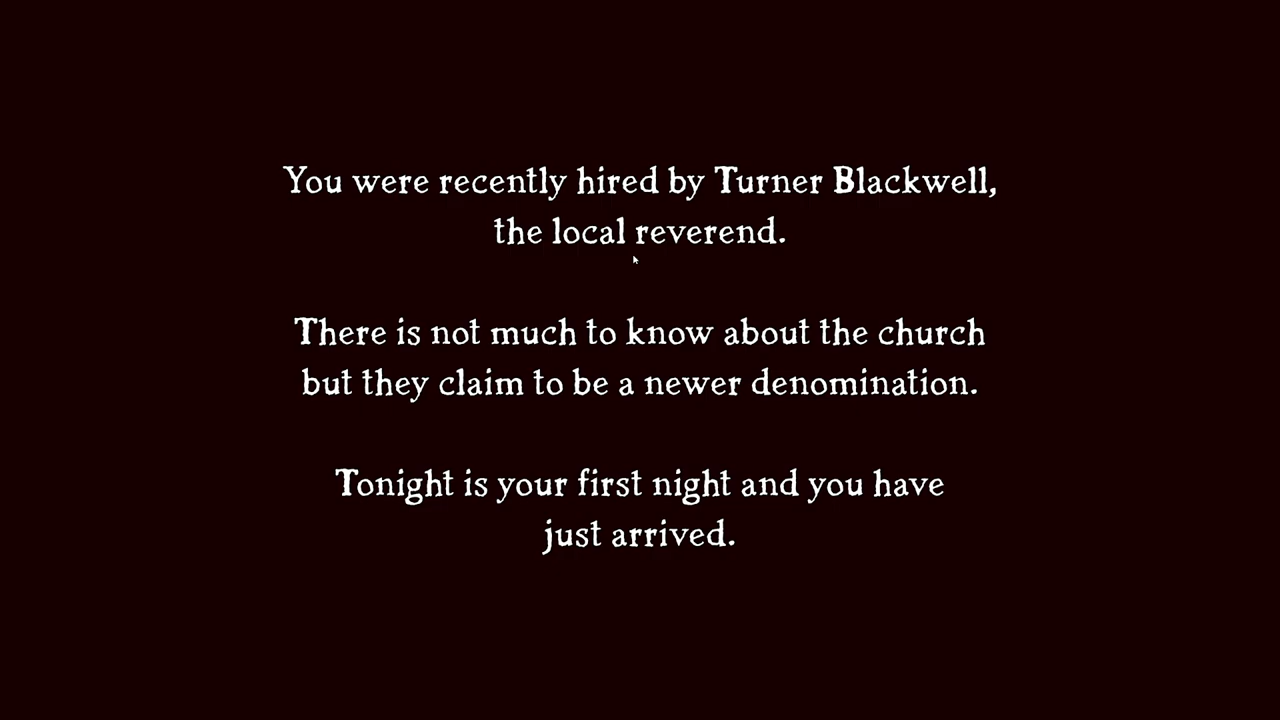 You were recently hired by Turner Blackwell,
the local reverend.
There is not much to know about the church
but they claim to be a newer denomination.
Tonight is your first night and you have
just arrived.